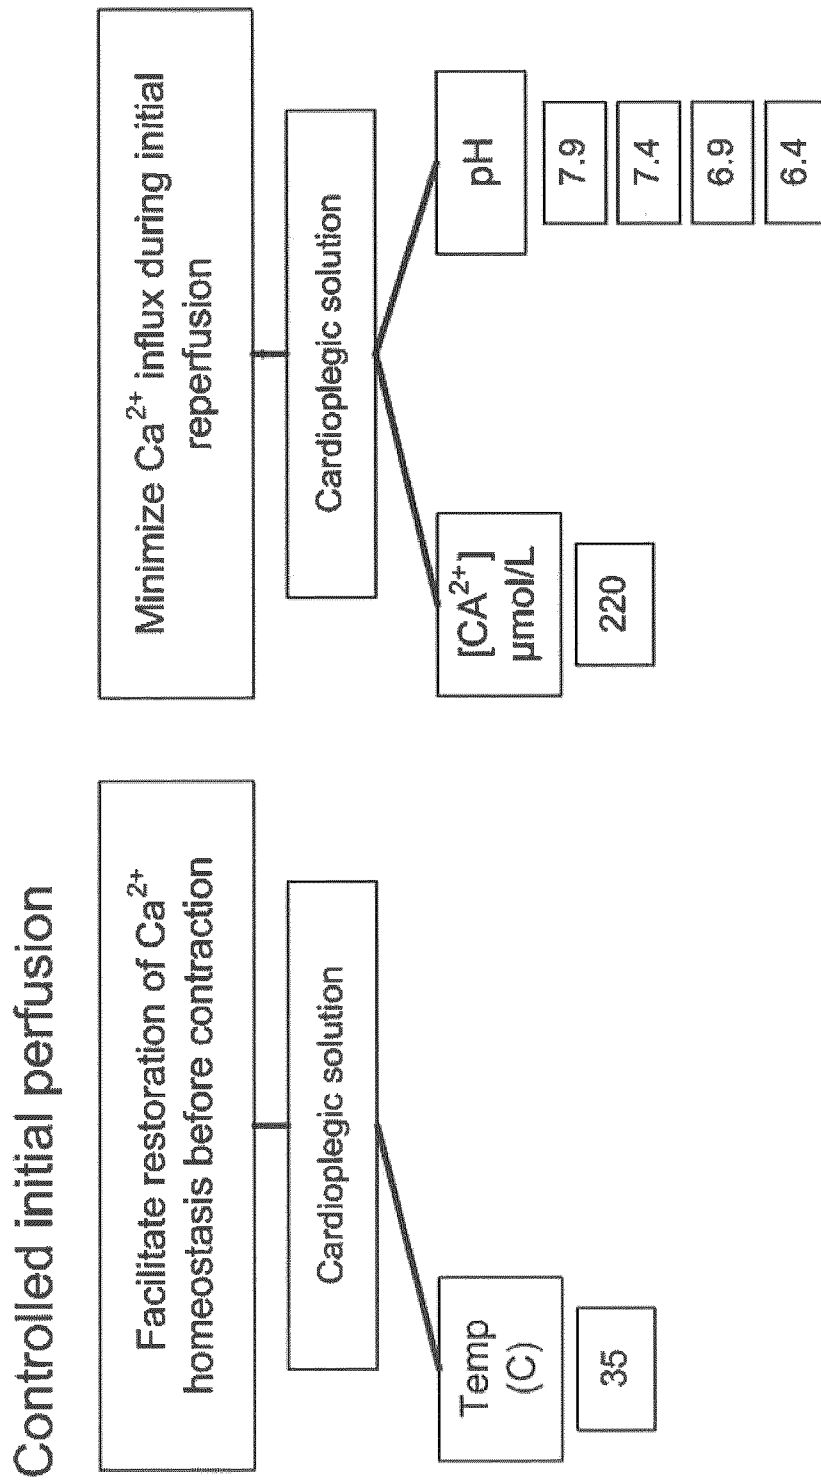 Controlled initial perfusion
Facilitate restoration of Ca²⁺
homeostasis before contraction
Cardioplegic solution
Temp
(C)
35
Minimize Ca²⁺ influx during initial
reperfusion
Cardioplegic solution
[CA²⁺]
µmol/L
220
pH
7.9
7.4
6.9
6.4